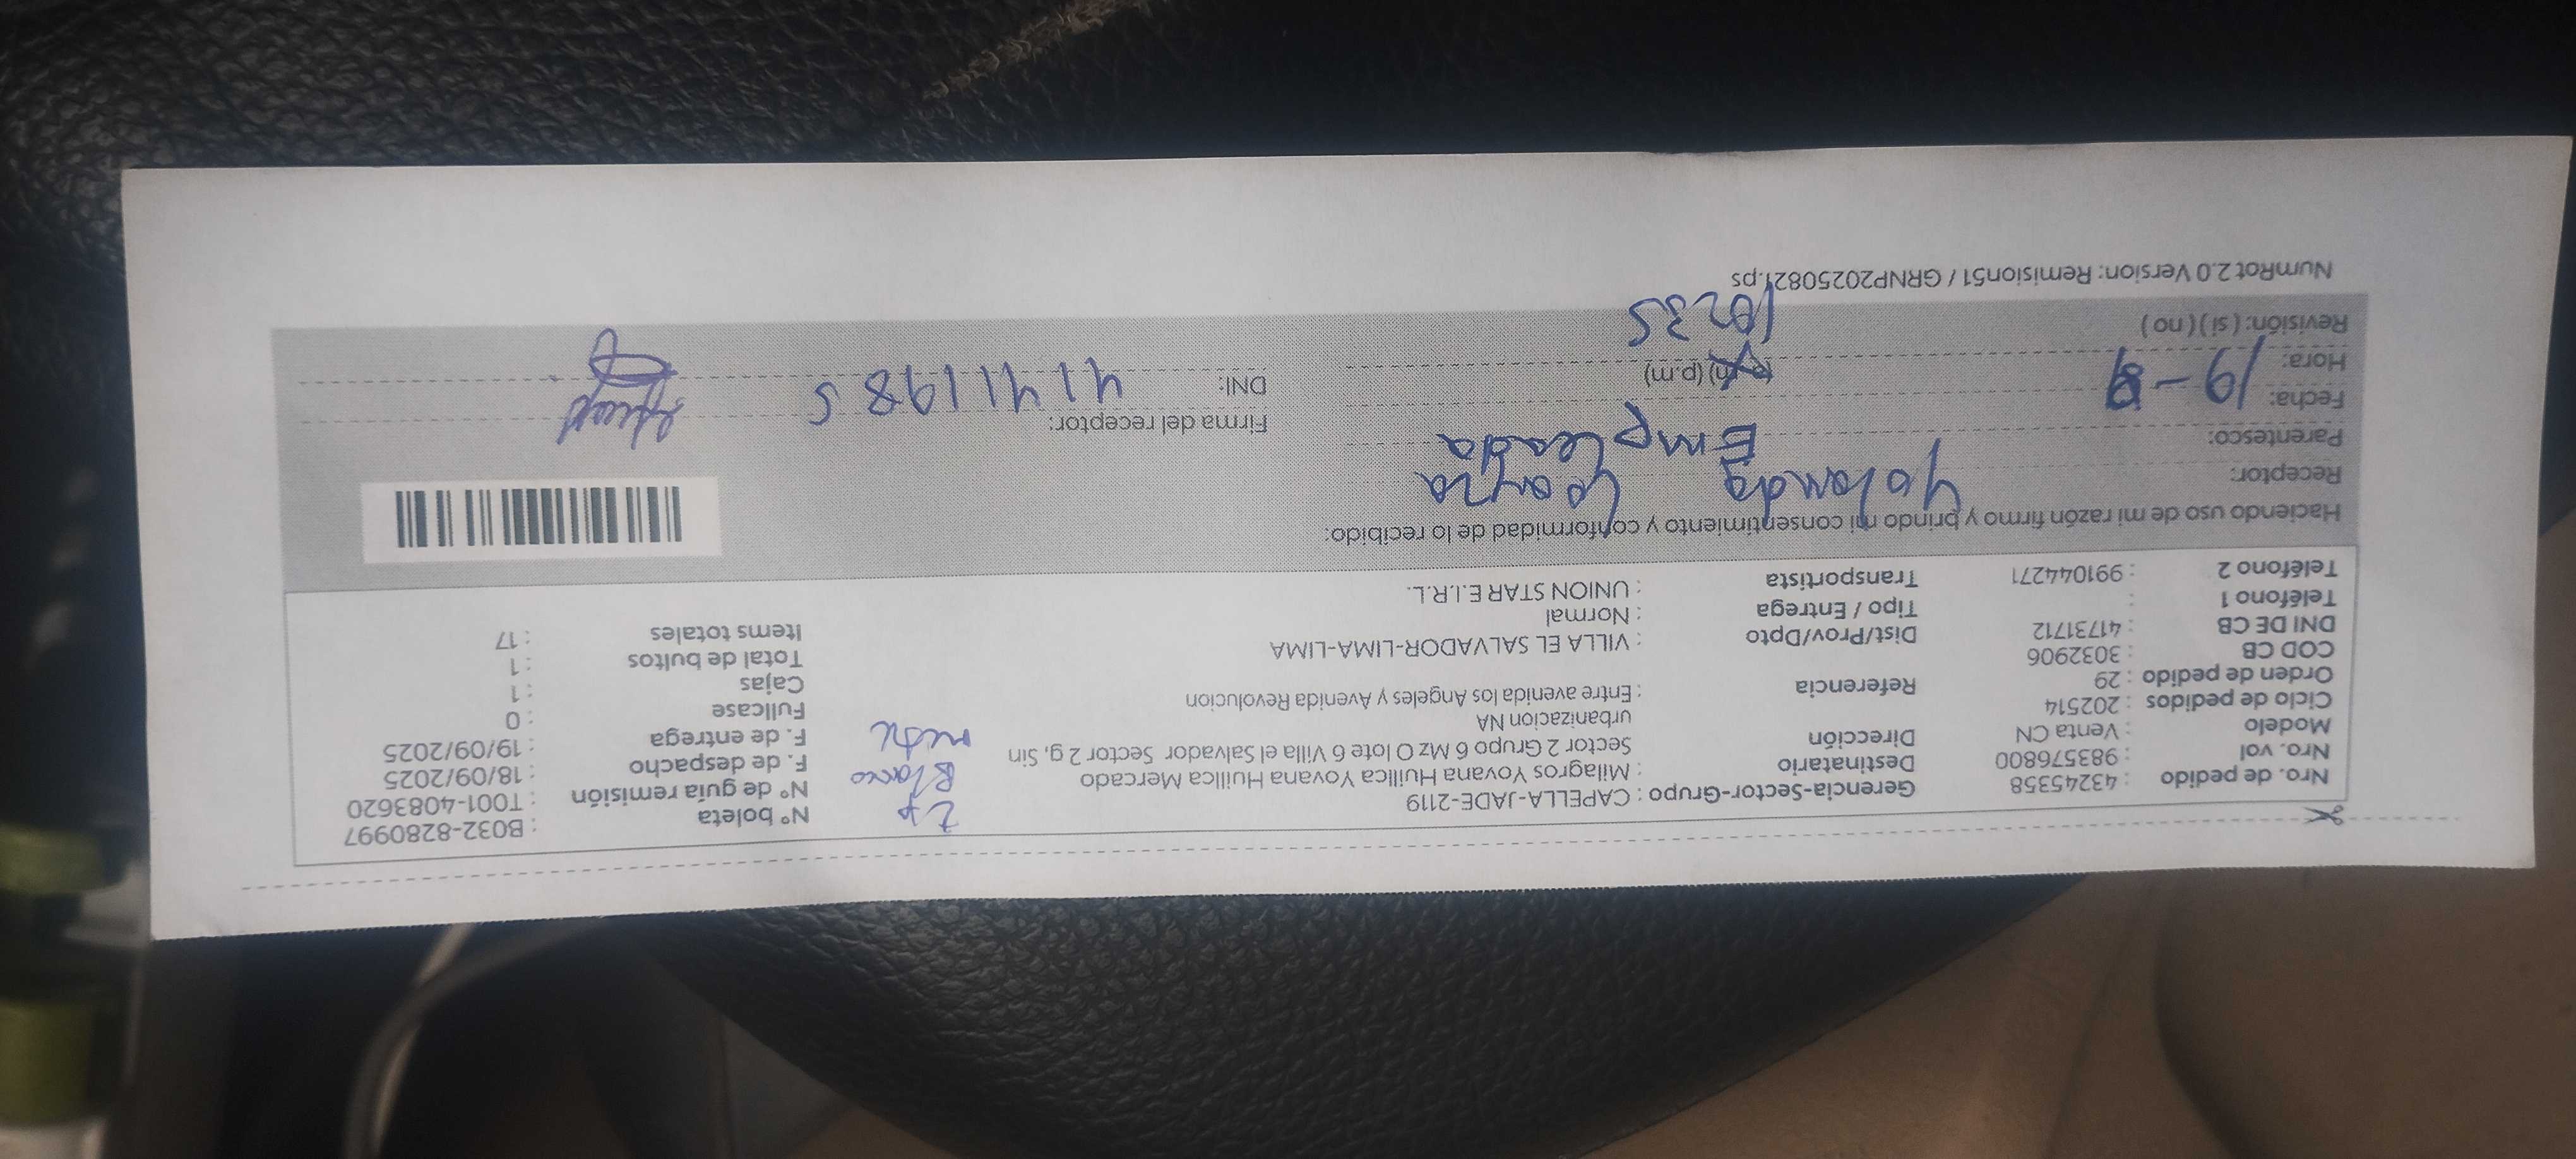 Nro. de pedido : 43245358
Nro. vol : 983576800
Modelo : Venta CN
Ciclo de pedidos : 202514
Orden de pedido : 29
COD CB : 3032906
DNI DE CB : 41731712
Teléfono 1 :
Teléfono 2 : 991044271
Gerencia-Sector-Grupo : CAPELLA-JADE-2119
Destinatario : Milagros Yovana Huillca Yovana Huillca Mercado
Dirección : Sector 2 Grupo 6 Mz O lote 6 Villa el Salvador Sector 2 g, Sin
urbanizacion NA
Referencia : Entre avenida los Angeles y Avenida Revolucion
Dist/Prov/Dpto : VILLA EL SALVADOR-LIMA-LIMA
Tipo / Entrega : Normal
Transportista : UNION STAR E.I.R.L.
2p
Blanco
N° boleta : B032-8280997
N° de guía remisión : T001-4083620
F. de despacho : 18/09/2025
F. de entrega : 19/09/2025
Fullcase : 0
Cajas : 1
Total de bultos : 1
Items totales : 17
Haciendo uso de mi razón firmo y brindo mi consentimiento y conformidad de lo recibido:
Receptor: Yolanda Loayza
Parentesco: Empleada
Fecha: 19-9
Hora: (p.m)
1023S
Revisión: ( si ) ( no )
Firma del receptor:
DNI: 41411985
NumRot 2.0 Version: Remision51 / GRNP20250821.ps